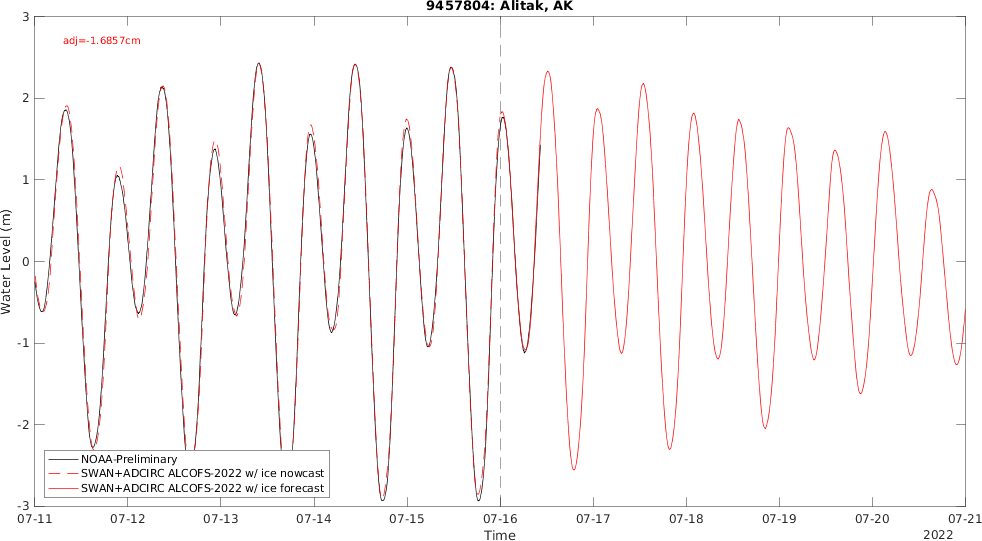 9457804: Alitak, AK
adj=-1.6857cm
3
2
1
0
-1
-2
-3
Water Level (m)
NOAA-Preliminary
SWAN+ADCIRC ALCOFS-2022 w/ ice nowcast
SWAN+ADCIRC ALCOFS-2022 w/ ice forecast
07-11 07-12 07-13 07-14 07-15 07-16 07-17 07-18 07-19 07-20 07-21
Time
2022